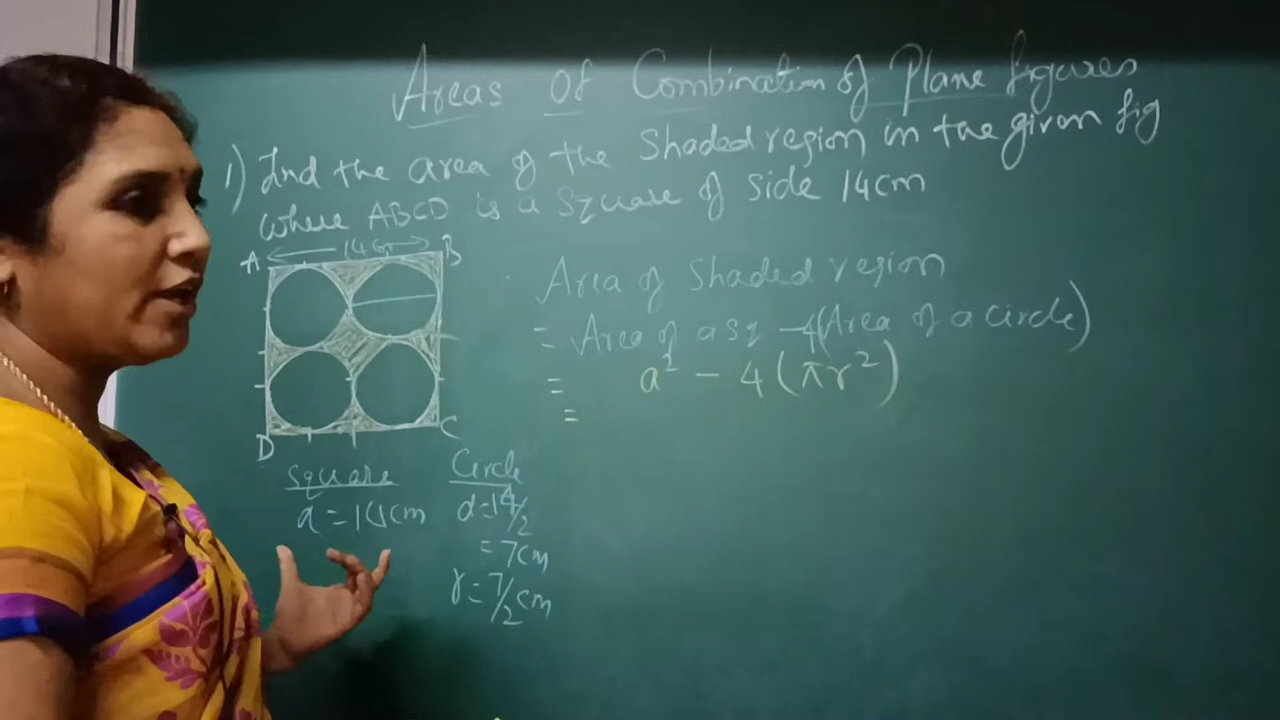 Areas Of Combination of Plane figures
1) Find the area of the Shaded region in the given fig
where ABCD is a square of side 14cm
A 14cm B
D C
Area of Shaded region
= Area of a sq - 4(Area of a circle)
= a² - 4(πr²)
=
square
a = 14cm
Circle
d = 14/2
= 7cm
r = 7/2 cm